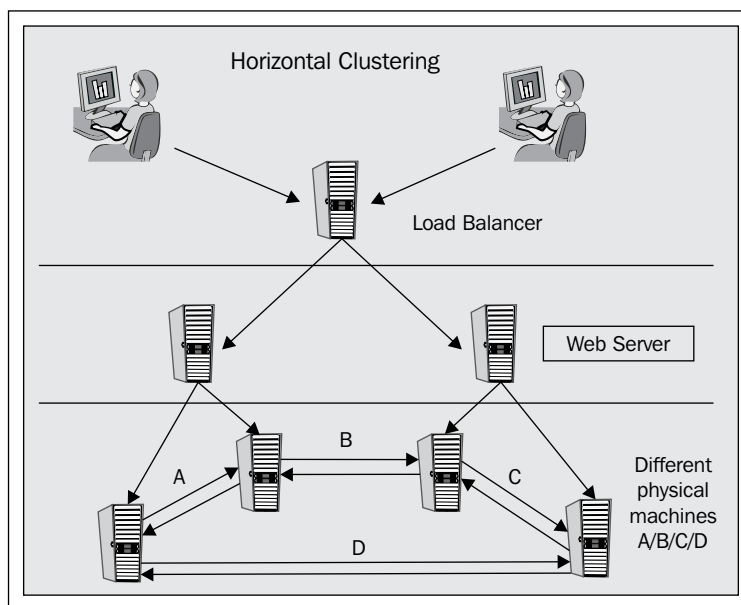 Horizontal Clustering
Load Balancer
Web Server
B
A
C
Different
physical
machines
A/B/C/D
D